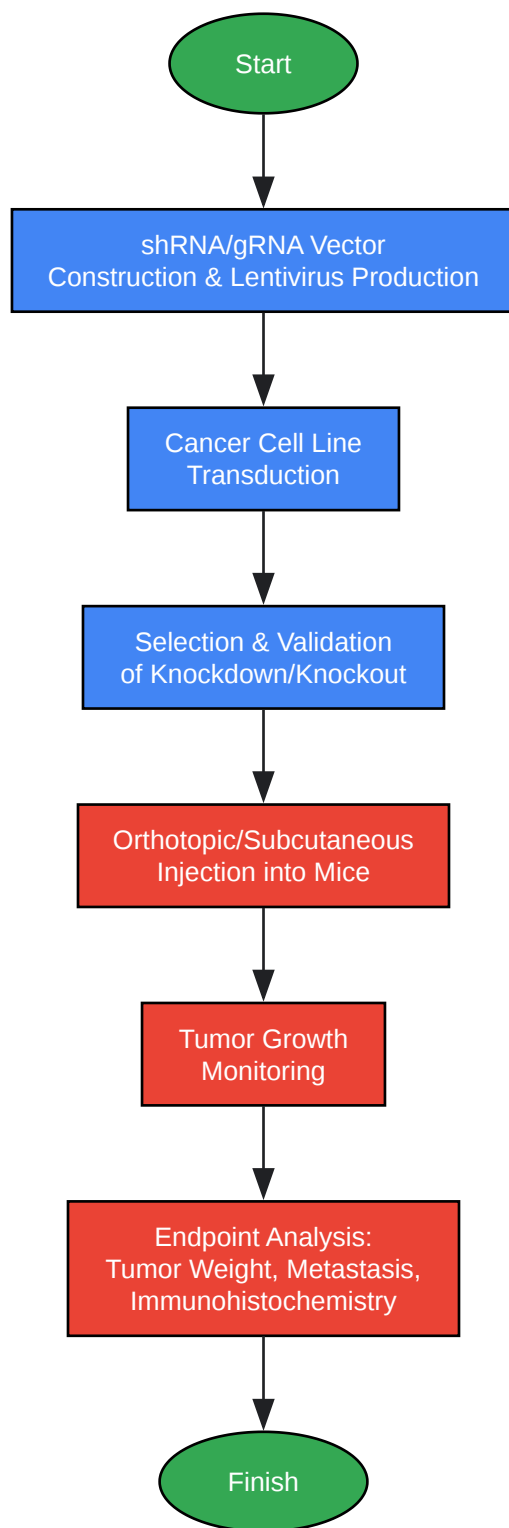 Start
shRNA/gRNA Vector
Construction & Lentivirus Production
Cancer Cell Line
Transduction
Selection & Validation
of Knockdown/Knockout
Orthotopic/Subcutaneous
Injection into Mice
Tumor Growth
Monitoring
Endpoint Analysis:
Tumor Weight, Metastasis,
Immunohistochemistry
Finish